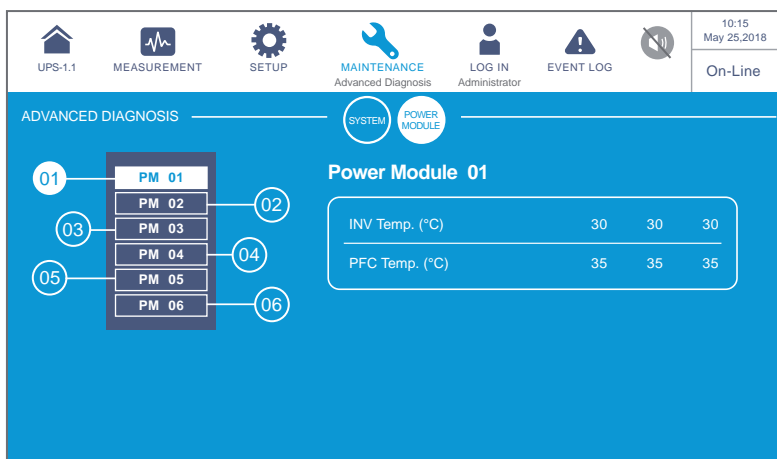 10:15
May 25,2018
UPS-1.1 MEASUREMENT SETUP MAINTENANCE LOG IN EVENT LOG
Advanced Diagnosis Administrator
On-Line
ADVANCED DIAGNOSIS SYSTEM POWER MODULE
Power Module 01
01 PM 01
PM 02 02
03 PM 03
PM 04 04
05 PM 05
PM 06 06
INV Temp. (°C) 30 30 30
PFC Temp. (°C) 35 35 35